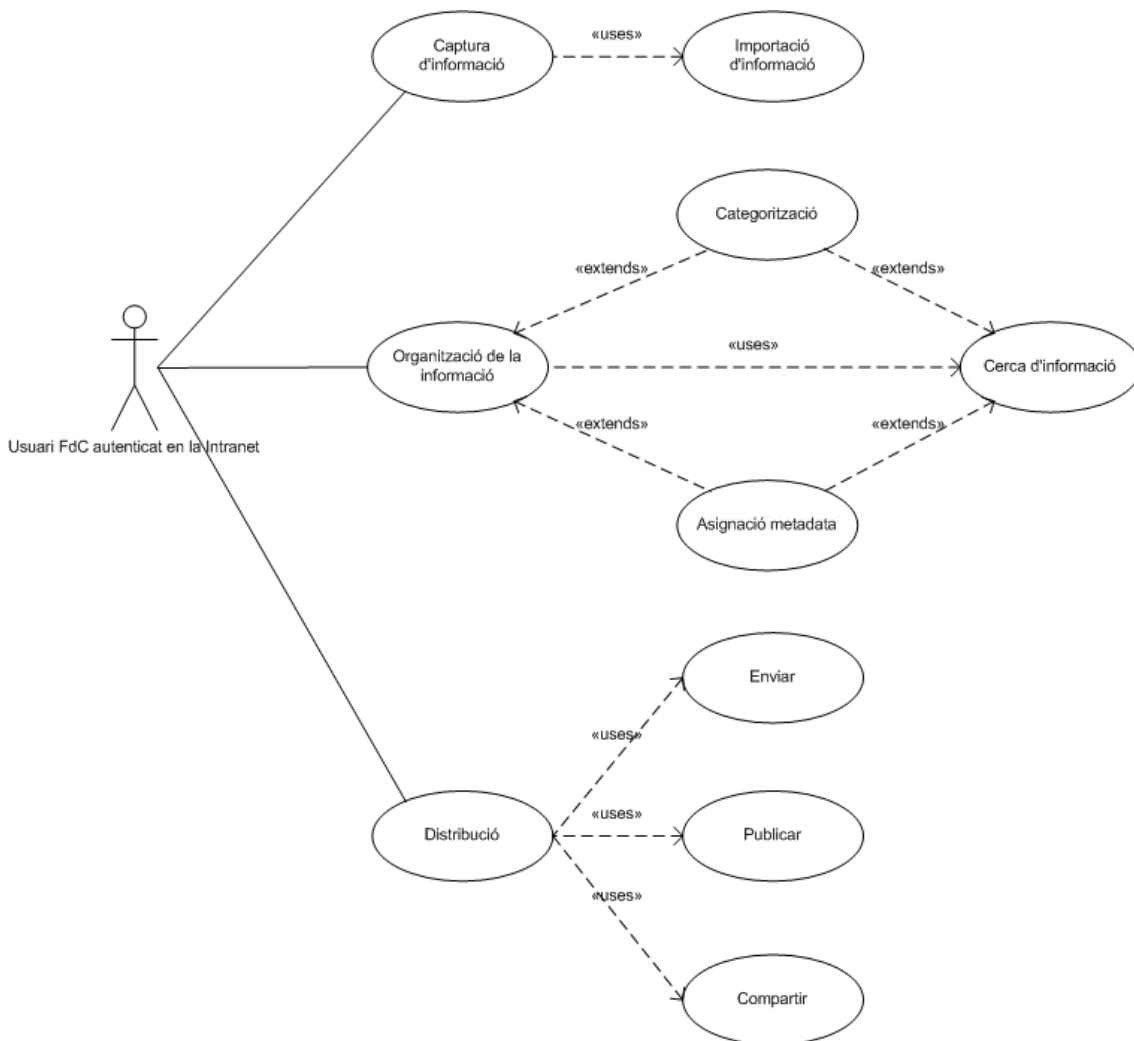 Captura
d'informació
«uses»
Importació
d'informació
Categorització
«extends»
«extends»
Usuari FdC autenticat en la Intranet
Organització de la
informació
«uses»
Cerca d'informació
«extends»
«extends»
Asignació metadata
Enviar
«uses»
Distribució
«uses»
Publicar
«uses»
Compartir